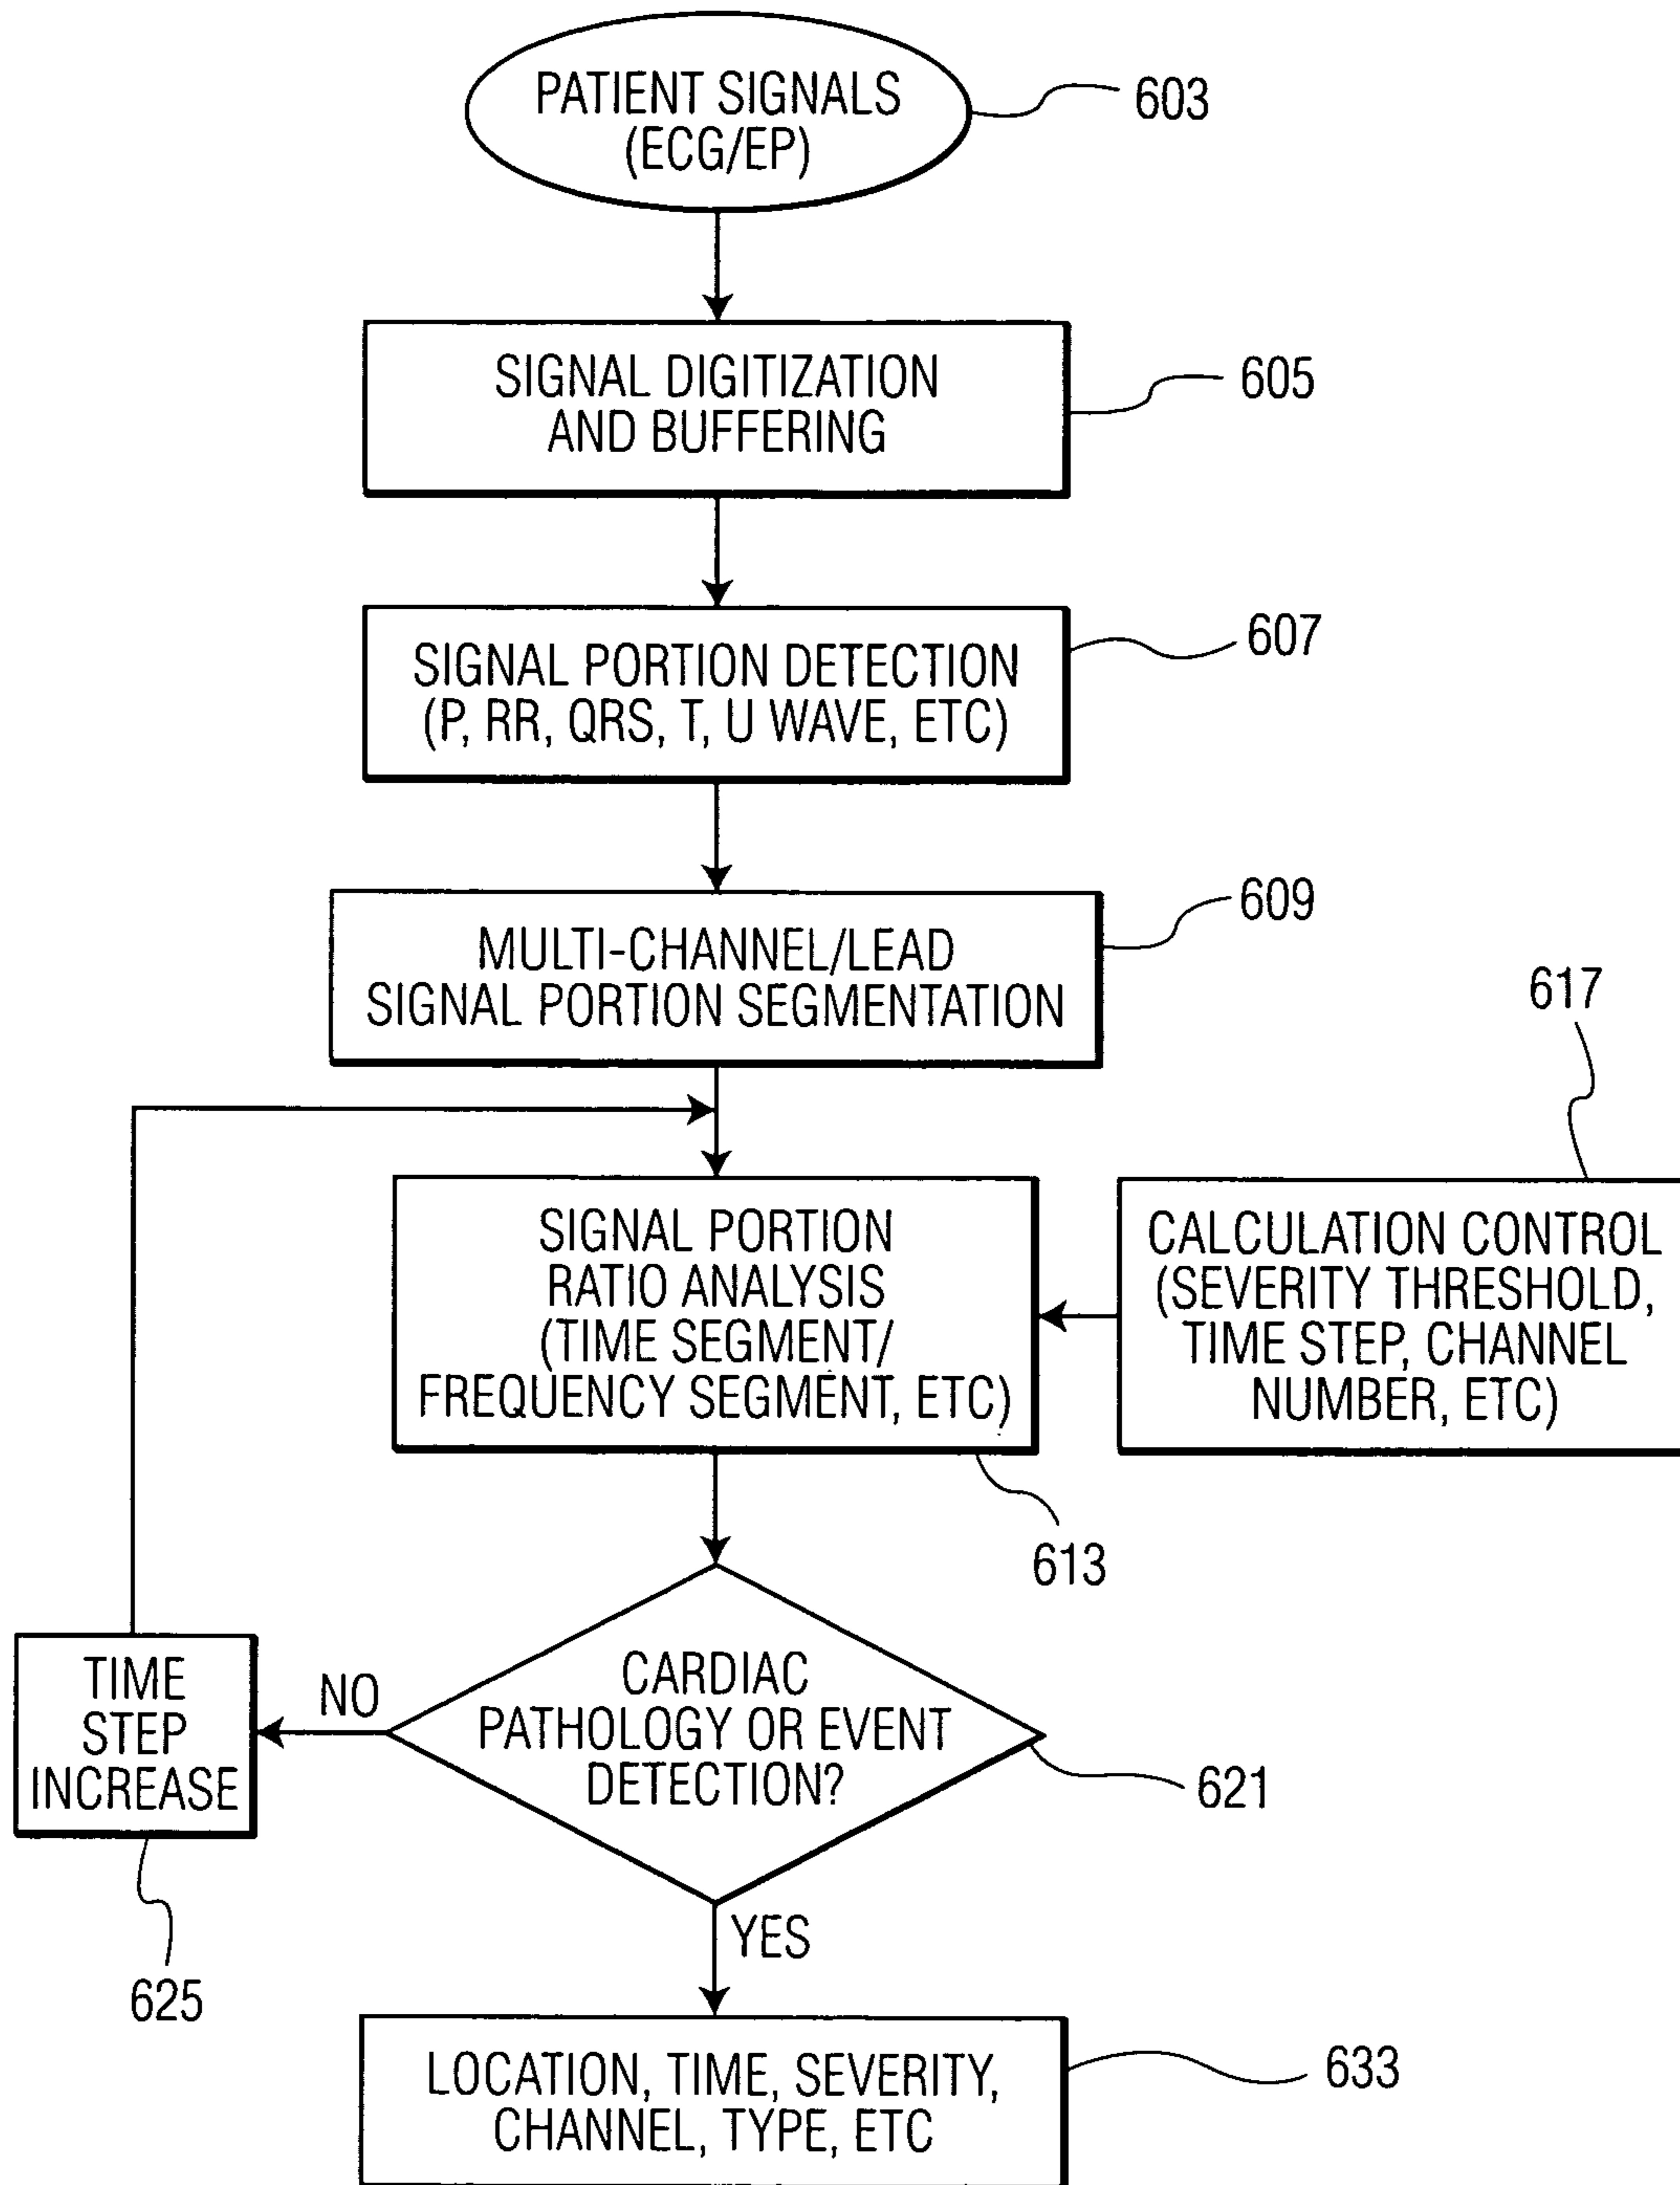 PATIENT SIGNALS
(ECG/EP)
603
SIGNAL DIGITIZATION
AND BUFFERING
605
SIGNAL PORTION DETECTION
(P, RR, QRS, T, U WAVE, ETC)
607
MULTI-CHANNEL/LEAD
SIGNAL PORTION SEGMENTATION
609
617
SIGNAL PORTION
RATIO ANALYSIS
(TIME SEGMENT/
FREQUENCY SEGMENT, ETC)
613
CALCULATION CONTROL
(SEVERITY THRESHOLD,
TIME STEP, CHANNEL
NUMBER, ETC)
CARDIAC
PATHOLOGY OR EVENT
DETECTION?
621
NO
TIME
STEP
INCREASE
625
YES
LOCATION, TIME, SEVERITY,
CHANNEL, TYPE, ETC
633